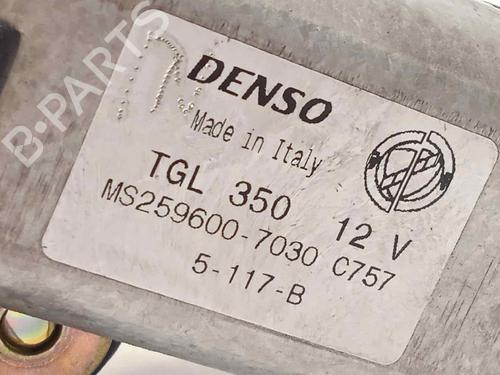 B-PARTS
DENSO
Made in Italy
TGL 350 12 V
MS259600-7030 C757
5-117-B